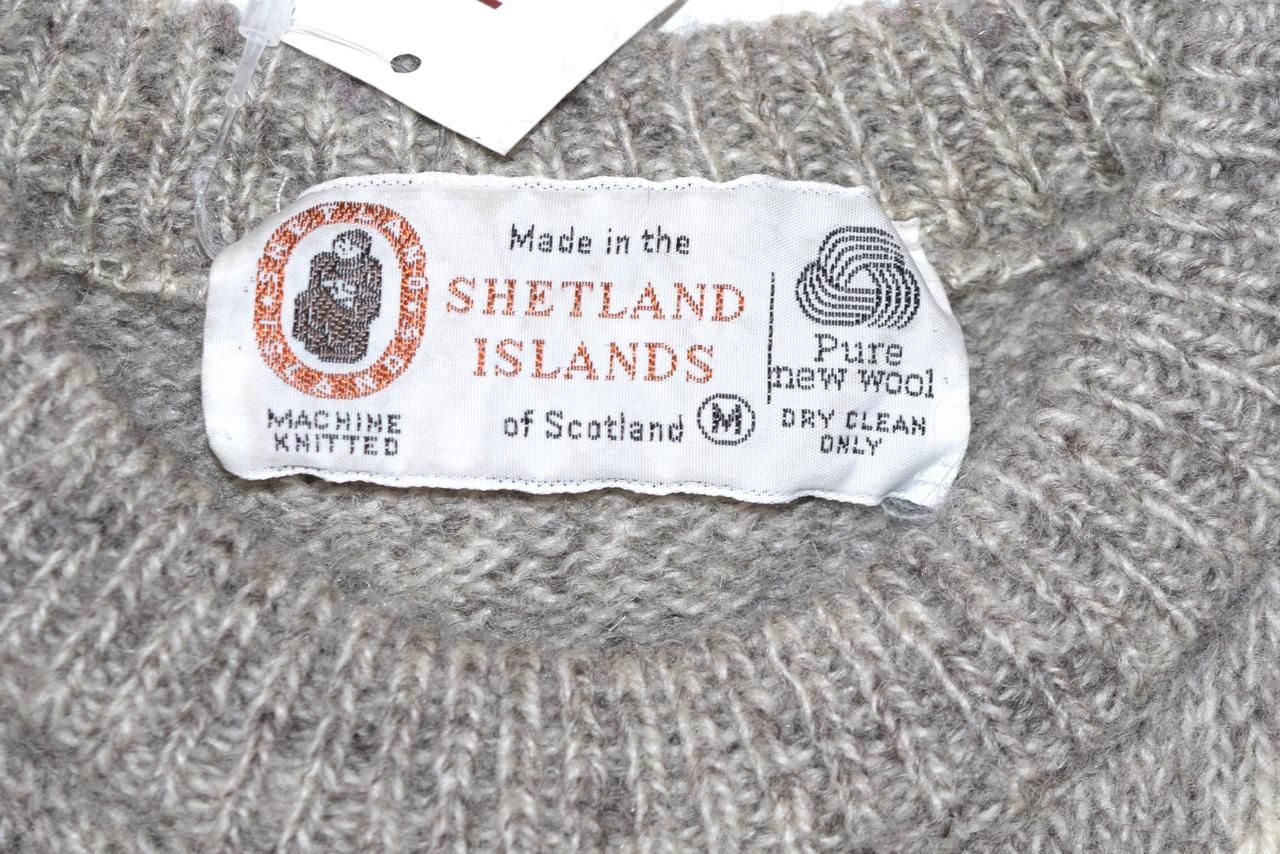 MACHINE
KNITTED
Made in the
SHETLAND
ISLANDS
of Scotland M
Pure
new wool
DRY CLEAN
ONLY